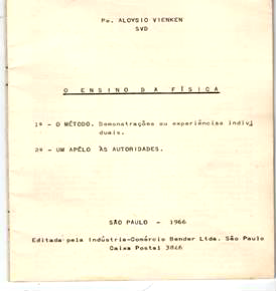 Pe. ALOYSIO VIENKEN
SVD
O ENSINO DA FÍSICA
1º - O MÉTODO. Demonstrações ou experiências indivi
duais.
2º - UM APÊLO ÀS AUTORIDADES.
SÃO PAULO - 1966
Editada pela Indústria-Comércio Bender Ltda. São Paulo
Caixa Postal 3846